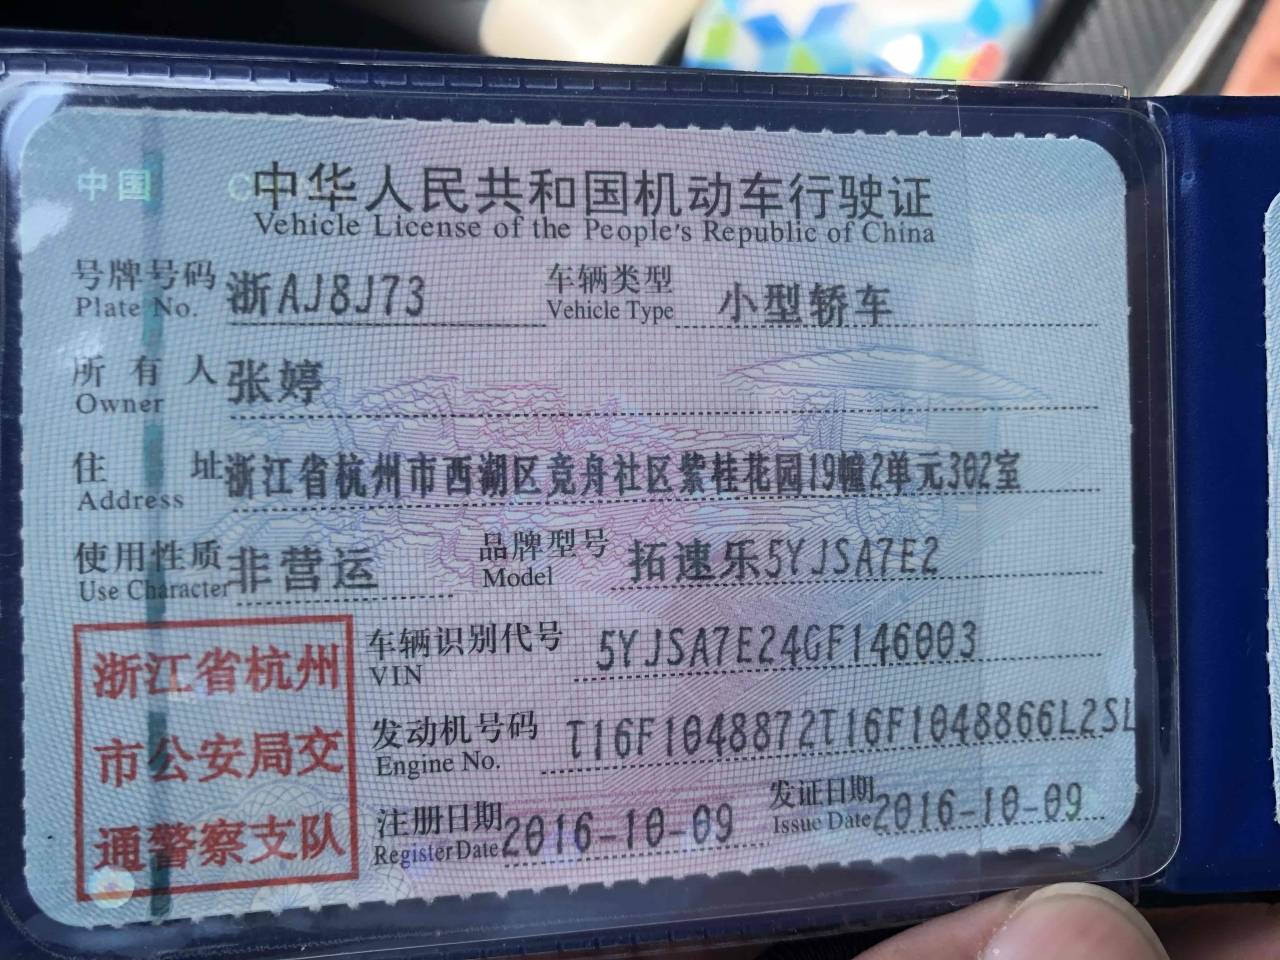 中国 C
中华人民共和国机动车行驶证
Vehicle License of the People's Republic of China
号牌号码 浙AJ8J73 车辆类型 小型轿车
Plate No. Vehicle Type
所有人 张婷
Owner
住址 浙江省杭州市西湖区竞舟社区紫桂花园19幢2单元302室
Address
使用性质 非营运 品牌型号 拓速乐5YJSA7E2
Use Character Model
浙江省杭州
市公安局交
通警察支队
车辆识别代号 5YJSA7E24GF146003
VIN
发动机号码 T16F1048872T16F1048866L2SL
Engine No.
注册日期 2016-10-09 发证日期 2016-10-09
Register Date Issue Date